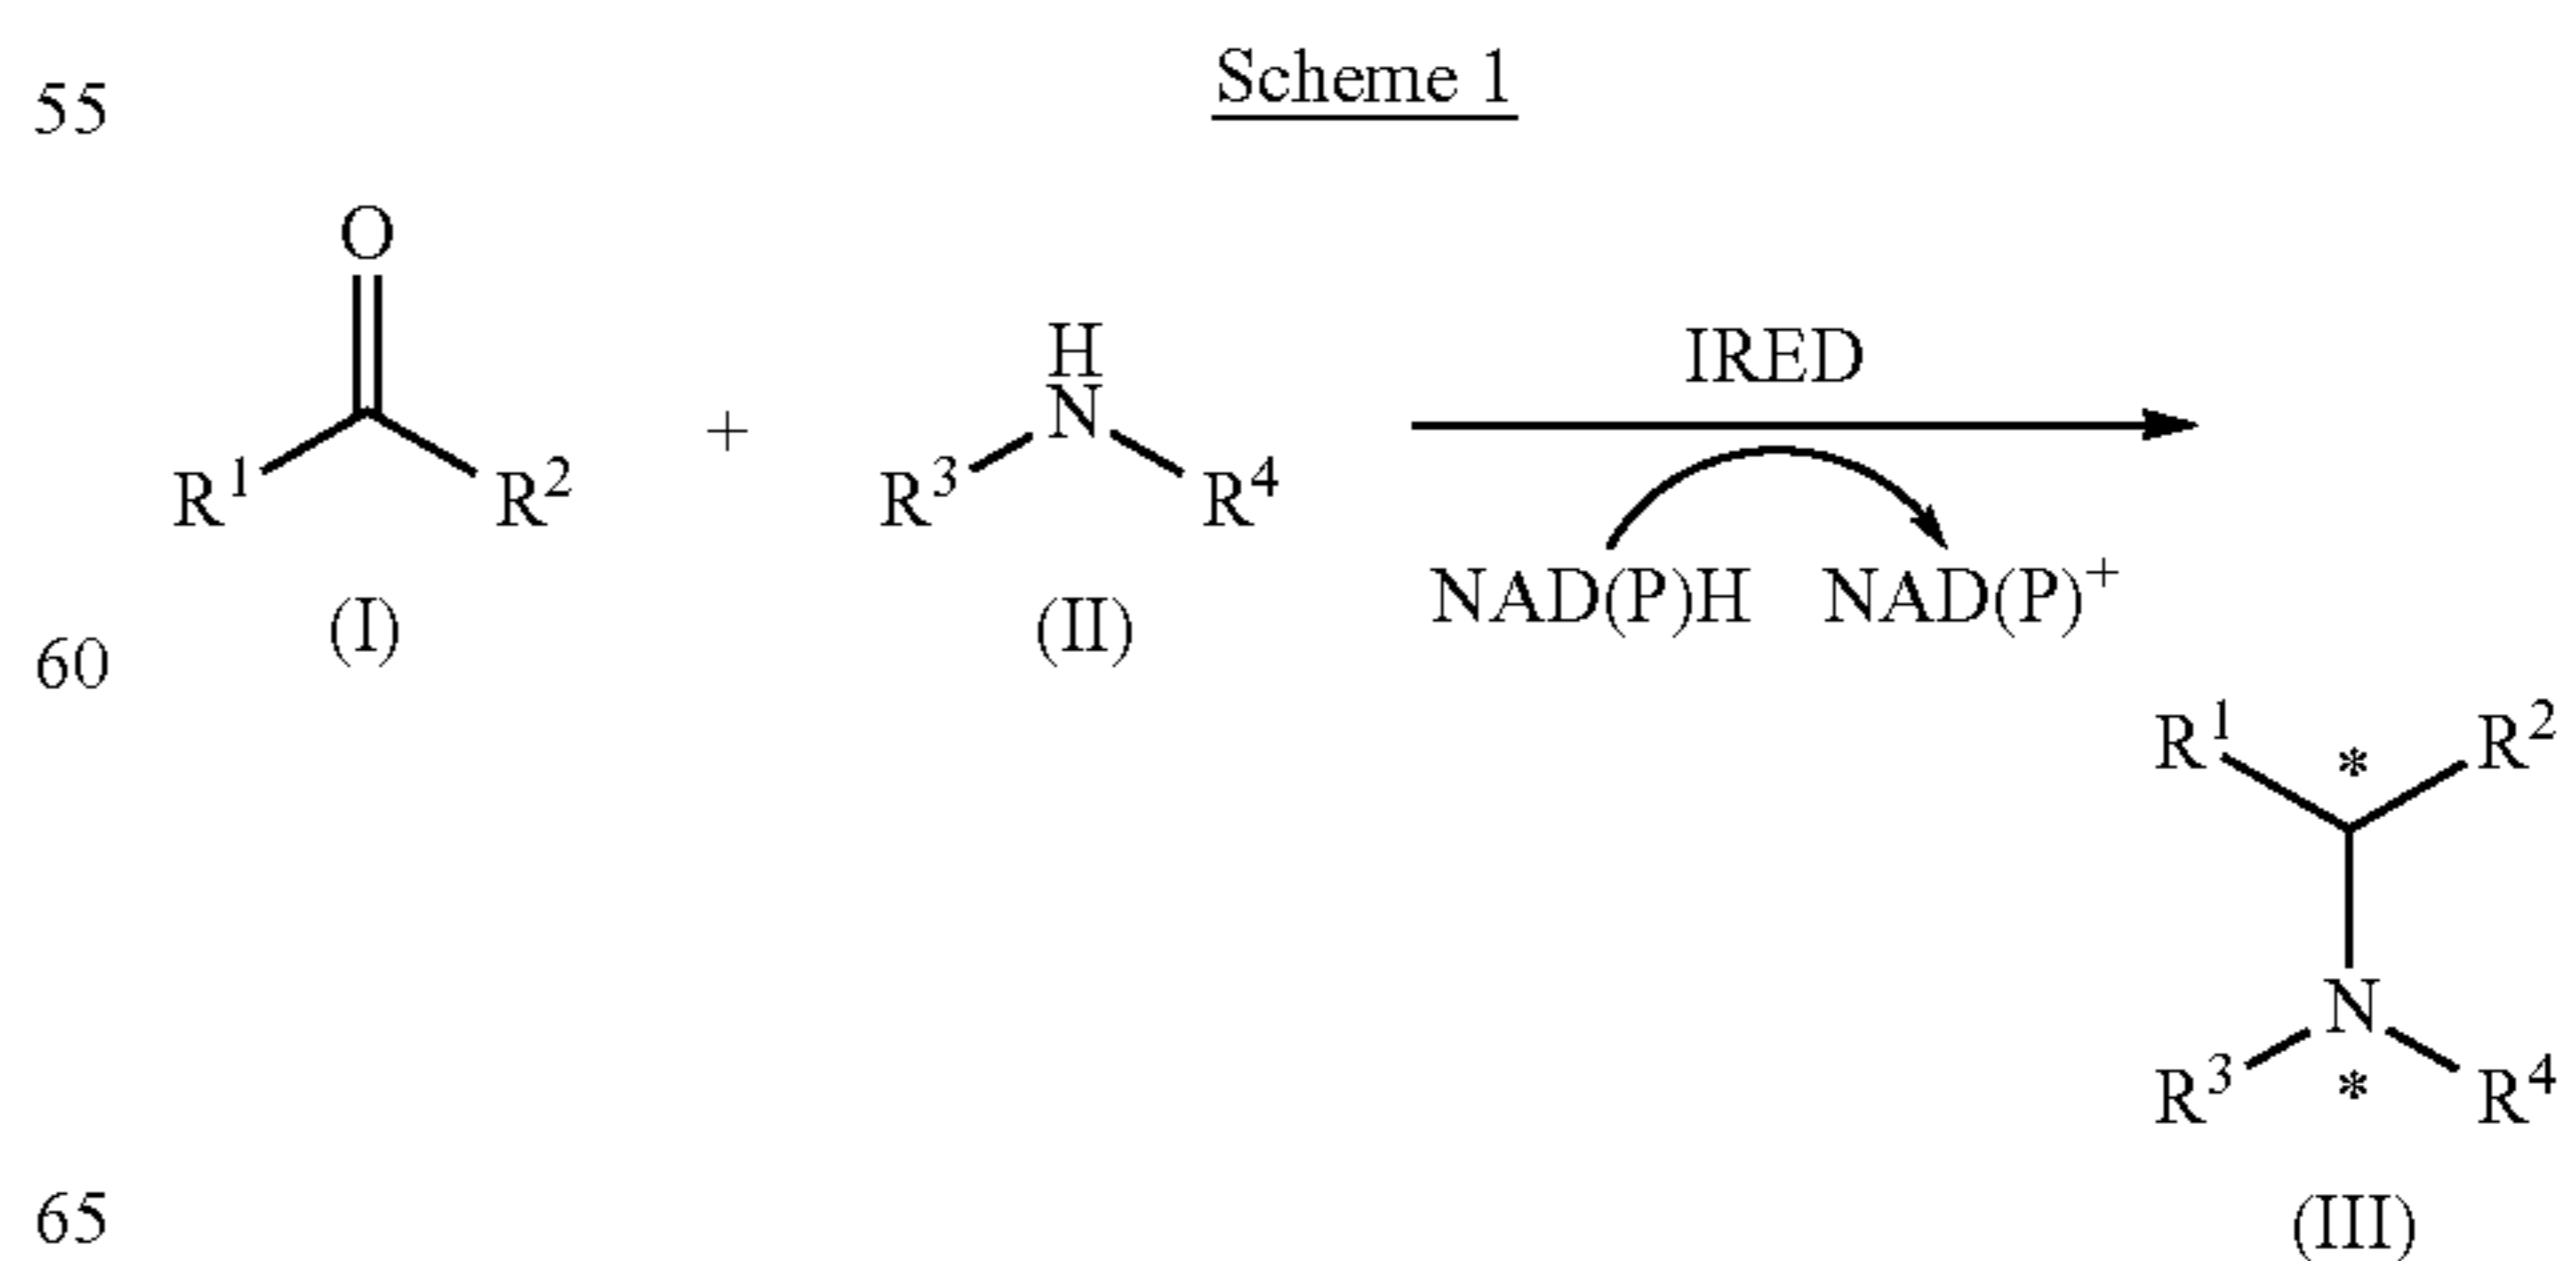 Scheme 1
55
O
R1 R2
+
H
N
R3 R4
IRED
NAD(P)H NAD(P)+
(I)
(II)
60
R1 * R2
N
R3 * R4
65
(III)